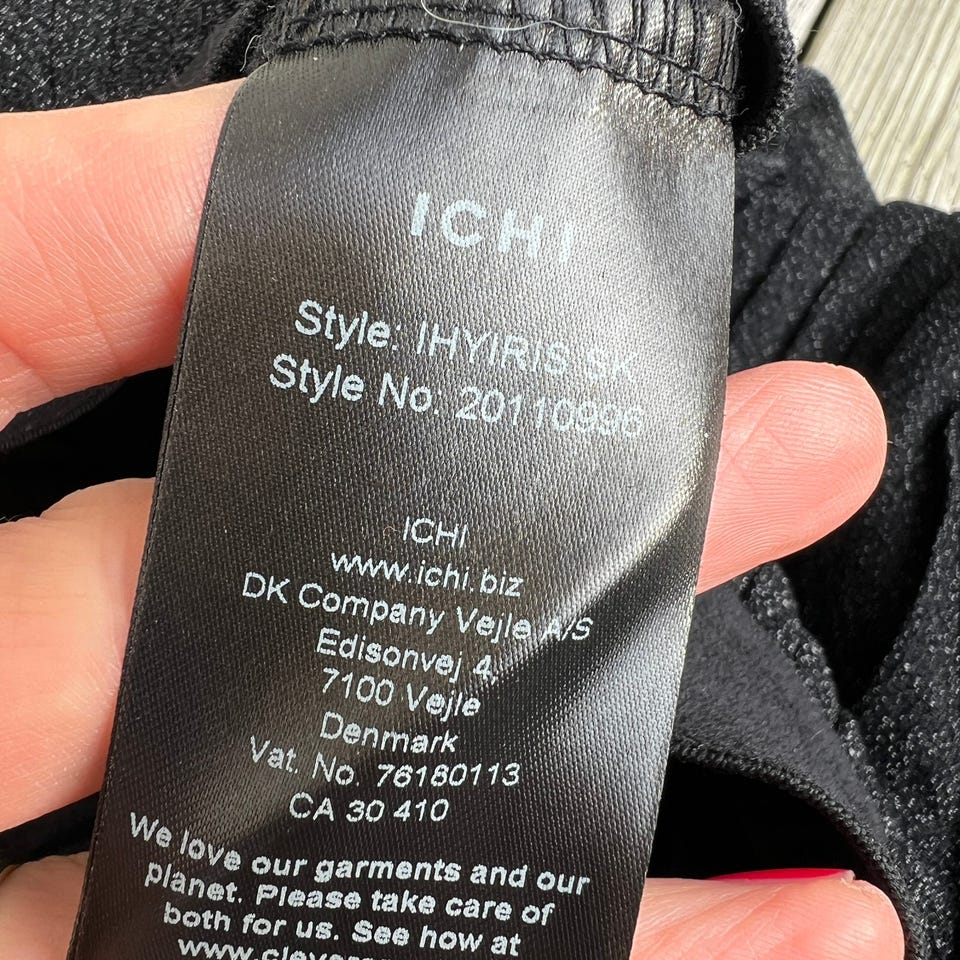 ICHI
Style: IHYIRIS SK
Style No. 20110996
ICHI
www.ichi.biz
DK Company Vejle A/S
Edisonvej 4,
7100 Vejle
Denmark
Vat. No. 76180113
CA 30 410
We love our garments and our
planet. Please take care of
both for us. See how at